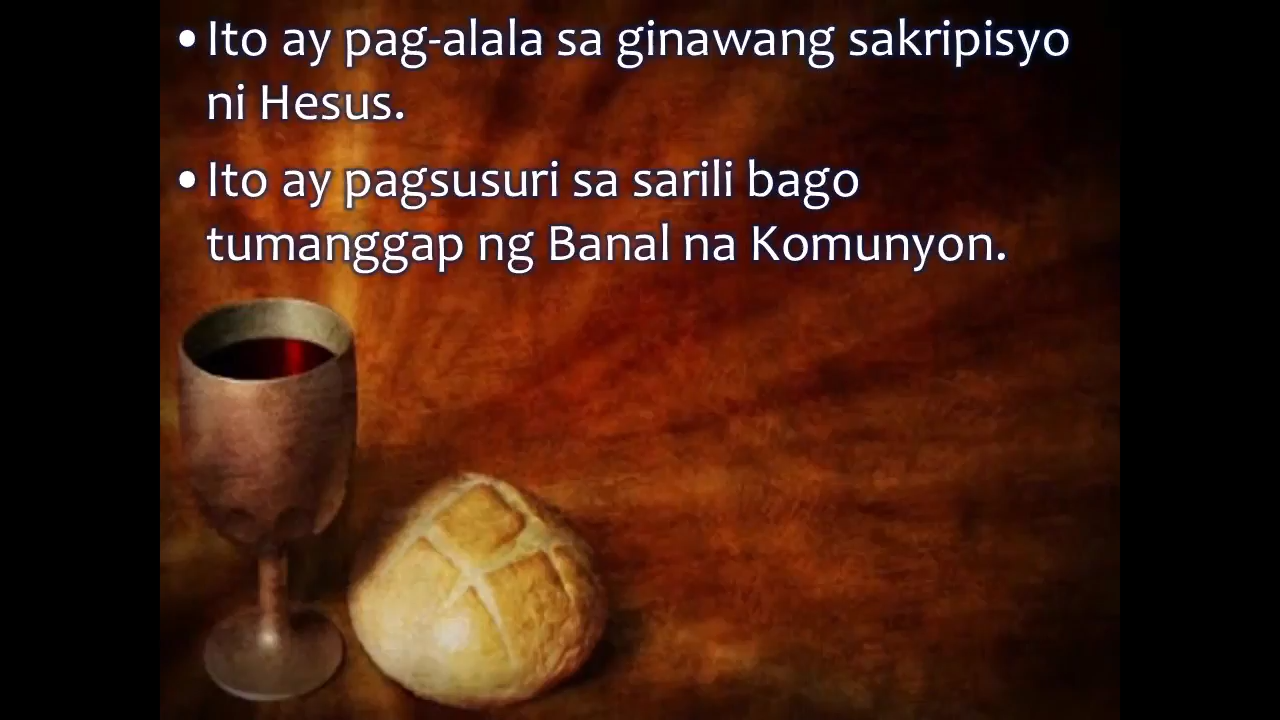 •Ito ay pag-alala sa ginawang sakripisyo
ni Hesus.
•Ito ay pagsusuri sa sarili bago
tumanggap ng Banal na Komunyon.